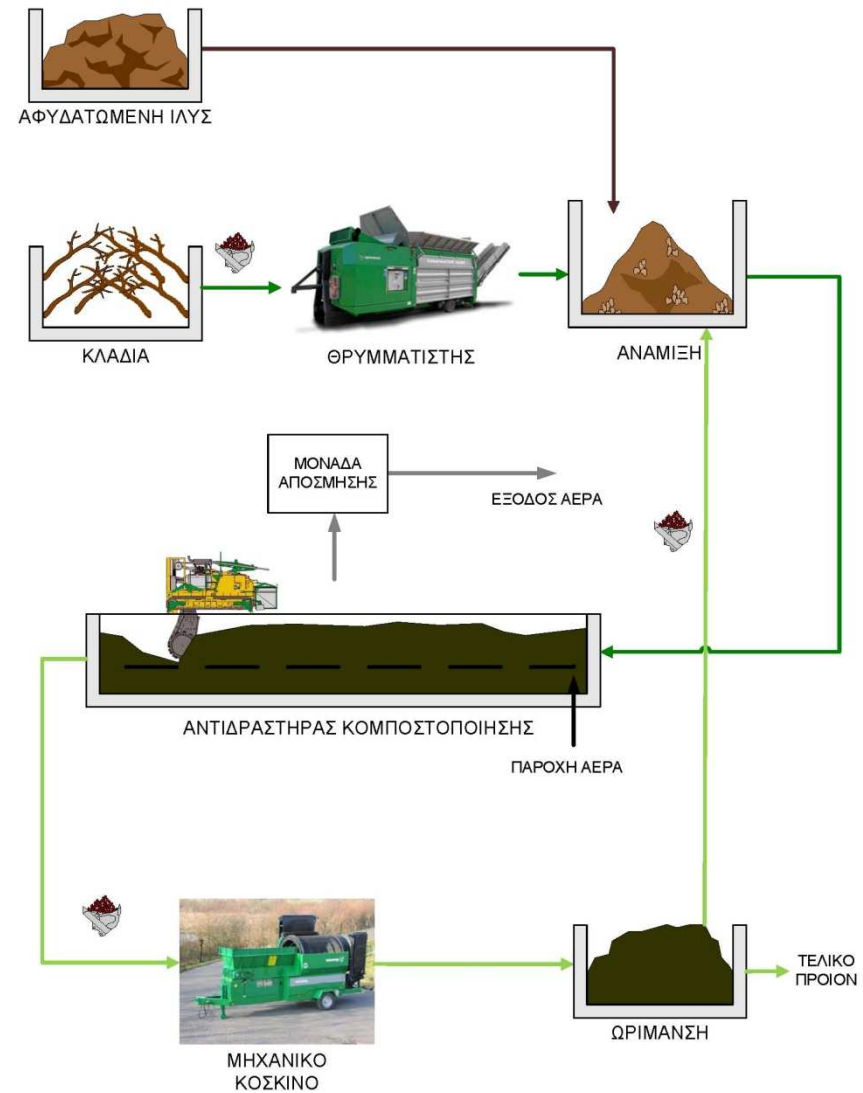 ΑΦΥΔΑΤΩΜΕΝΗ ΙΛΥΣ
ΚΛΑΔΙΑ
ΘΡΥΜΜΑΤΙΣΤΗΣ
ΑΝΑΜΙΞΗ
ΜΟΝΑΔΑ
ΑΠΟΣΜΗΣΗΣ
ΕΞΟΔΟΣ ΑΕΡΑ
ΑΝΤΙΔΡΑΣΤΗΡΑΣ ΚΟΜΠΟΣΤΟΠΟΙΗΣΗΣ
ΠΑΡΟΧΗ ΑΕΡΑ
ΜΗΧΑΝΙΚΟ
ΚΟΣΚΙΝΟ
ΩΡΙΜΑΝΣΗ
ΤΕΛΙΚΟ
ΠΡΟΙΟΝ